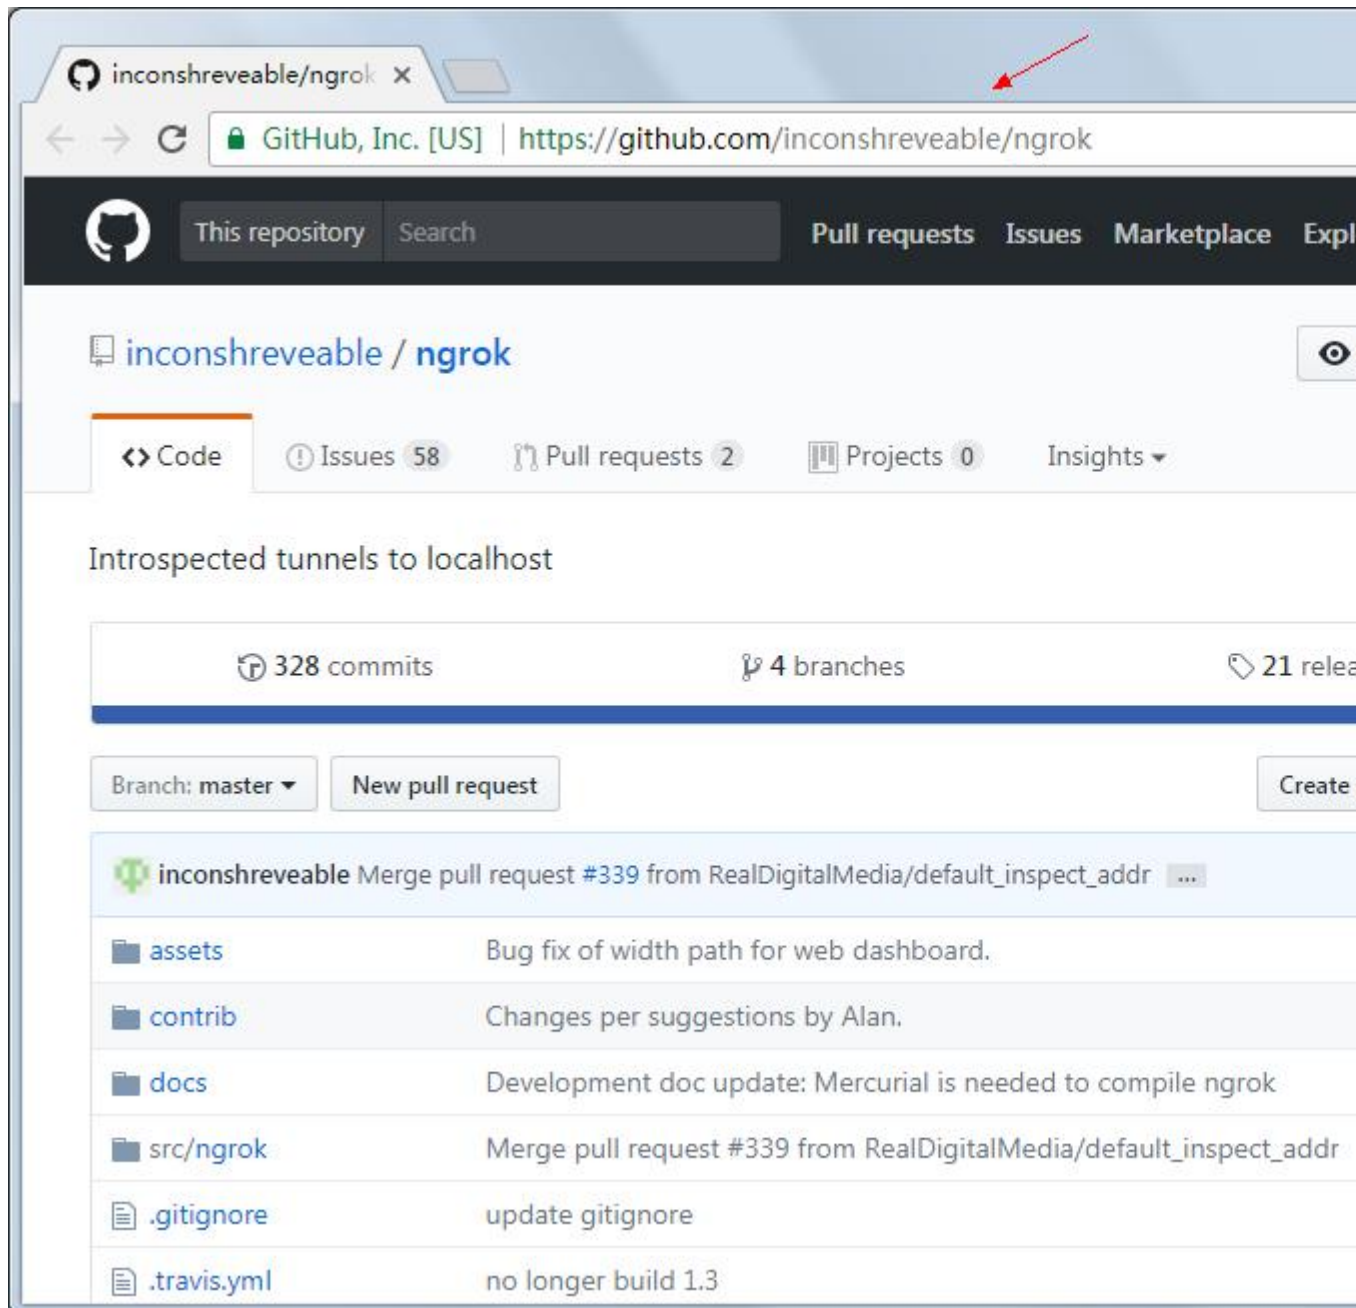 inconshreveable/ngrok
GitHub, Inc. [US] | https://github.com/inconshreveable/ngrok
This repository Search Pull requests Issues Marketplace Expl
inconshreveable / ngrok
Code Issues 58 Pull requests 2 Projects 0 Insights
Introspected tunnels to localhost
328 commits 4 branches 21 relea
Branch: master New pull request Create
inconshreveable Merge pull request #339 from RealDigitalMedia/default_inspect_addr ...
assets Bug fix of width path for web dashboard.
contrib Changes per suggestions by Alan.
docs Development doc update: Mercurial is needed to compile ngrok
src/ngrok Merge pull request #339 from RealDigitalMedia/default_inspect_addr
.gitignore update gitignore
.travis.yml no longer build 1.3